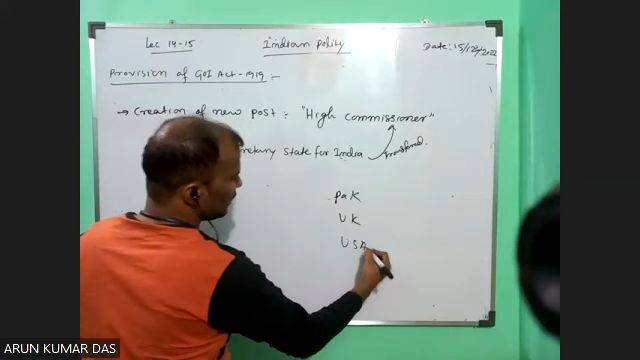 Lec 14-15 Indian Polity Date: 15/12/2022
Provision of GOI Act-1919 :-
→ Creation of new post : "High commissioner"
retary State for India transferred.
Pak
UK
USA
ARUN KUMAR DAS